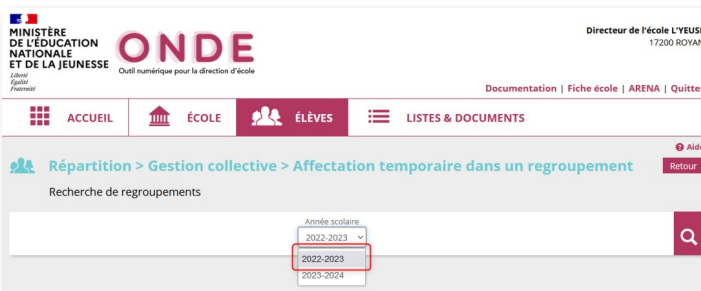 MINISTÈRE
DE L'ÉDUCATION
NATIONALE
ET DE LA JEUNESSE
Liberté
Égalité
Fraternité
ONDE
Outil numérique pour la direction d'école
Directeur de l'école L'YEUSE
17200 ROYAN
Documentation | Fiche école | ARENA | Quitter
ACCUEIL
ÉCOLE
ÉLÈVES
LISTES & DOCUMENTS
Aide
Répartition > Gestion collective > Affectation temporaire dans un regroupement
Retour
Recherche de regroupements
Année scolaire
2022-2023
2022-2023
2023-2024